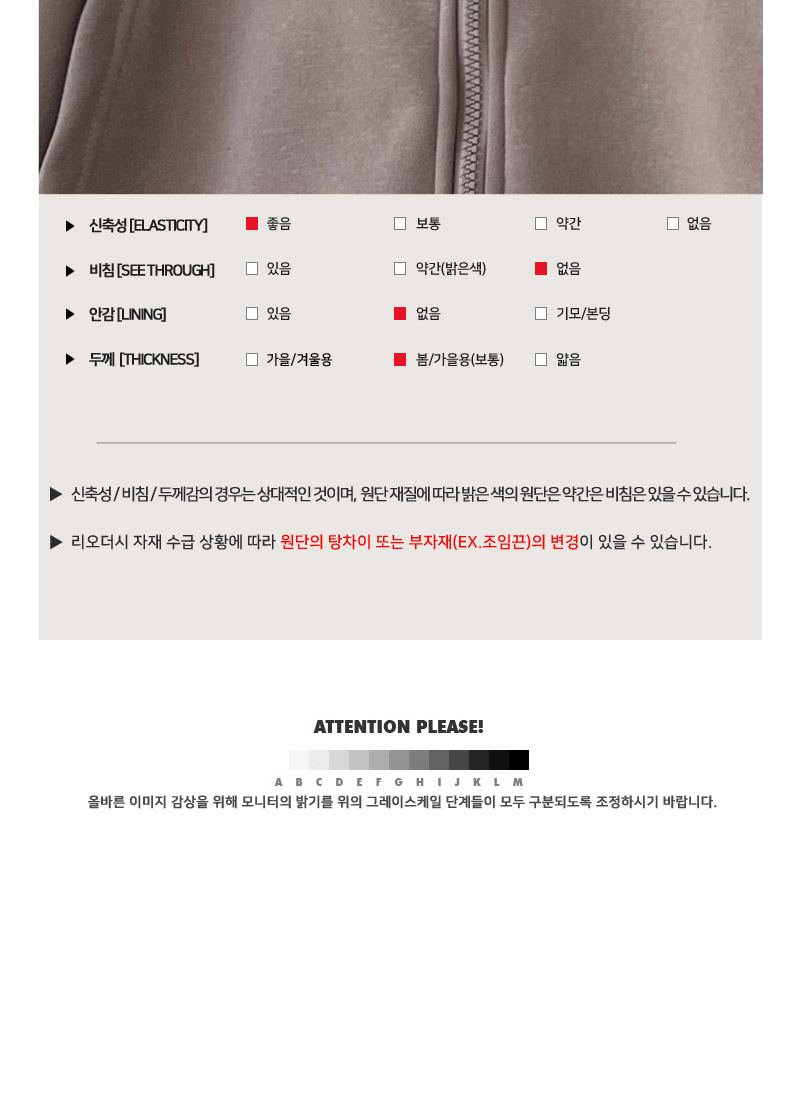 ▶ 신축성 [ELASTICITY] 좋음 보통 약간 없음
▶ 비침 [SEE THROUGH] 있음 약간(밝은색) 없음
▶ 안감 [LINING] 있음 없음 기모/본딩
▶ 두께 [THICKNESS] 가을/겨울용 봄/가을용(보통) 얇음
▶ 신축성 / 비침 / 두께감의 경우는 상대적인 것이며, 원단 재질에 따라 밝은 색의 원단은 약간은 비침은 있을 수 있습니다.
▶ 리오더시 자재 수급 상황에 따라 원단의 탕차이 또는 부자재(EX.조임끈)의 변경이 있을 수 있습니다.
ATTENTION PLEASE!
A B C D E F G H I J K L M
올바른 이미지 감상을 위해 모니터의 밝기를 위의 그레이스케일 단계들이 모두 구분되도록 조정하시기 바랍니다.